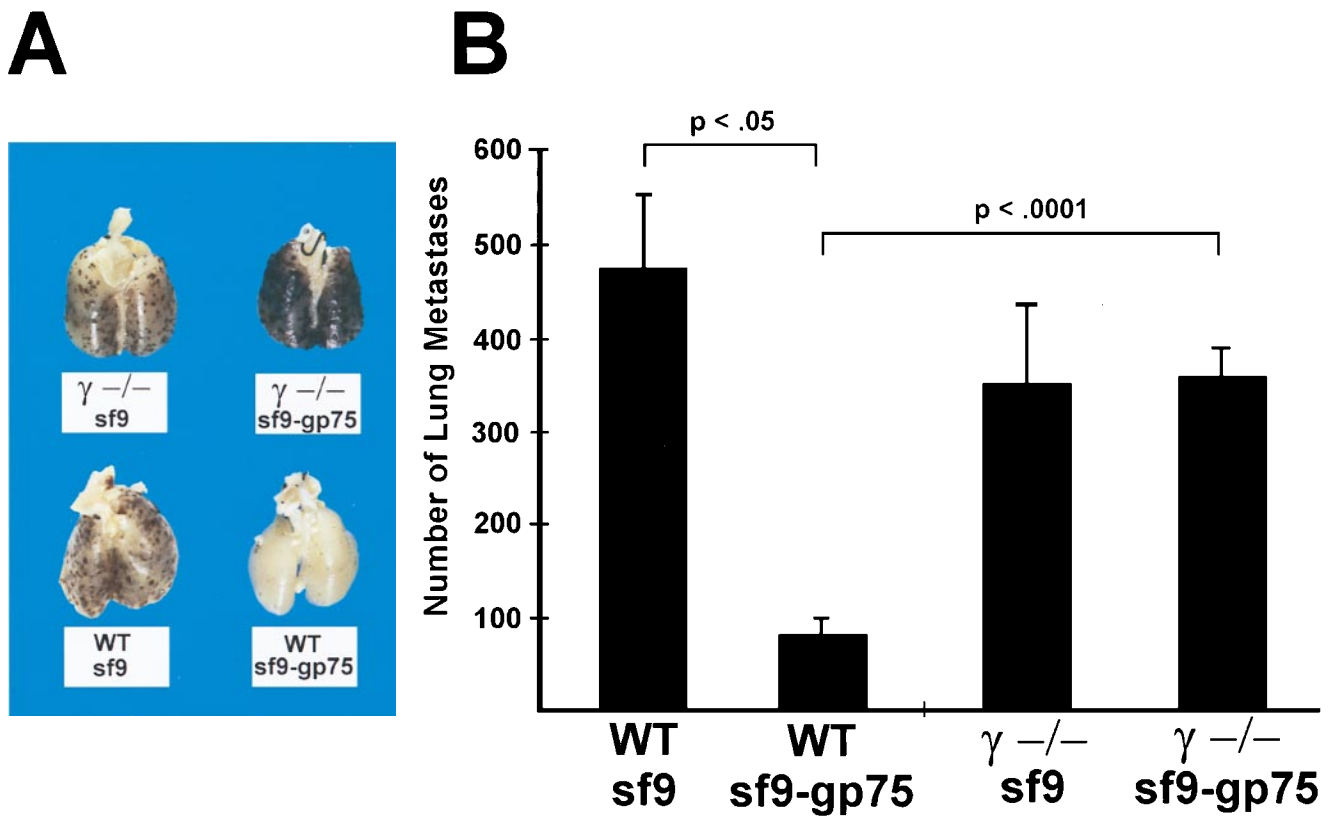 A
γ –/–
sf9
γ –/–
sf9-gp75
WT
sf9
WT
sf9-gp75
B
p < .05
p < .0001
Number of Lung Metastases
600
500
400
300
200
100
WT
sf9
WT
sf9-gp75
γ –/–
sf9
γ –/–
sf9-gp75